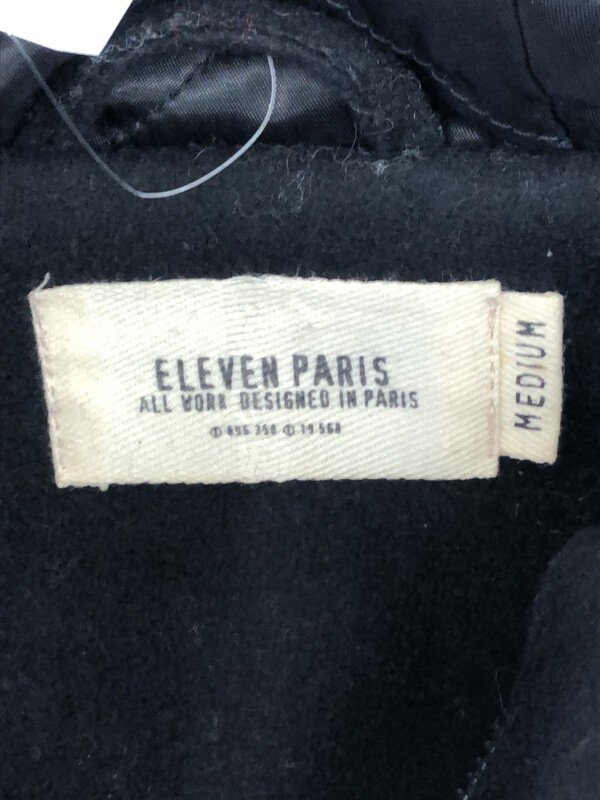 ELEVEN PARIS
ALL WORK DESIGNED IN PARIS
MEDIUM